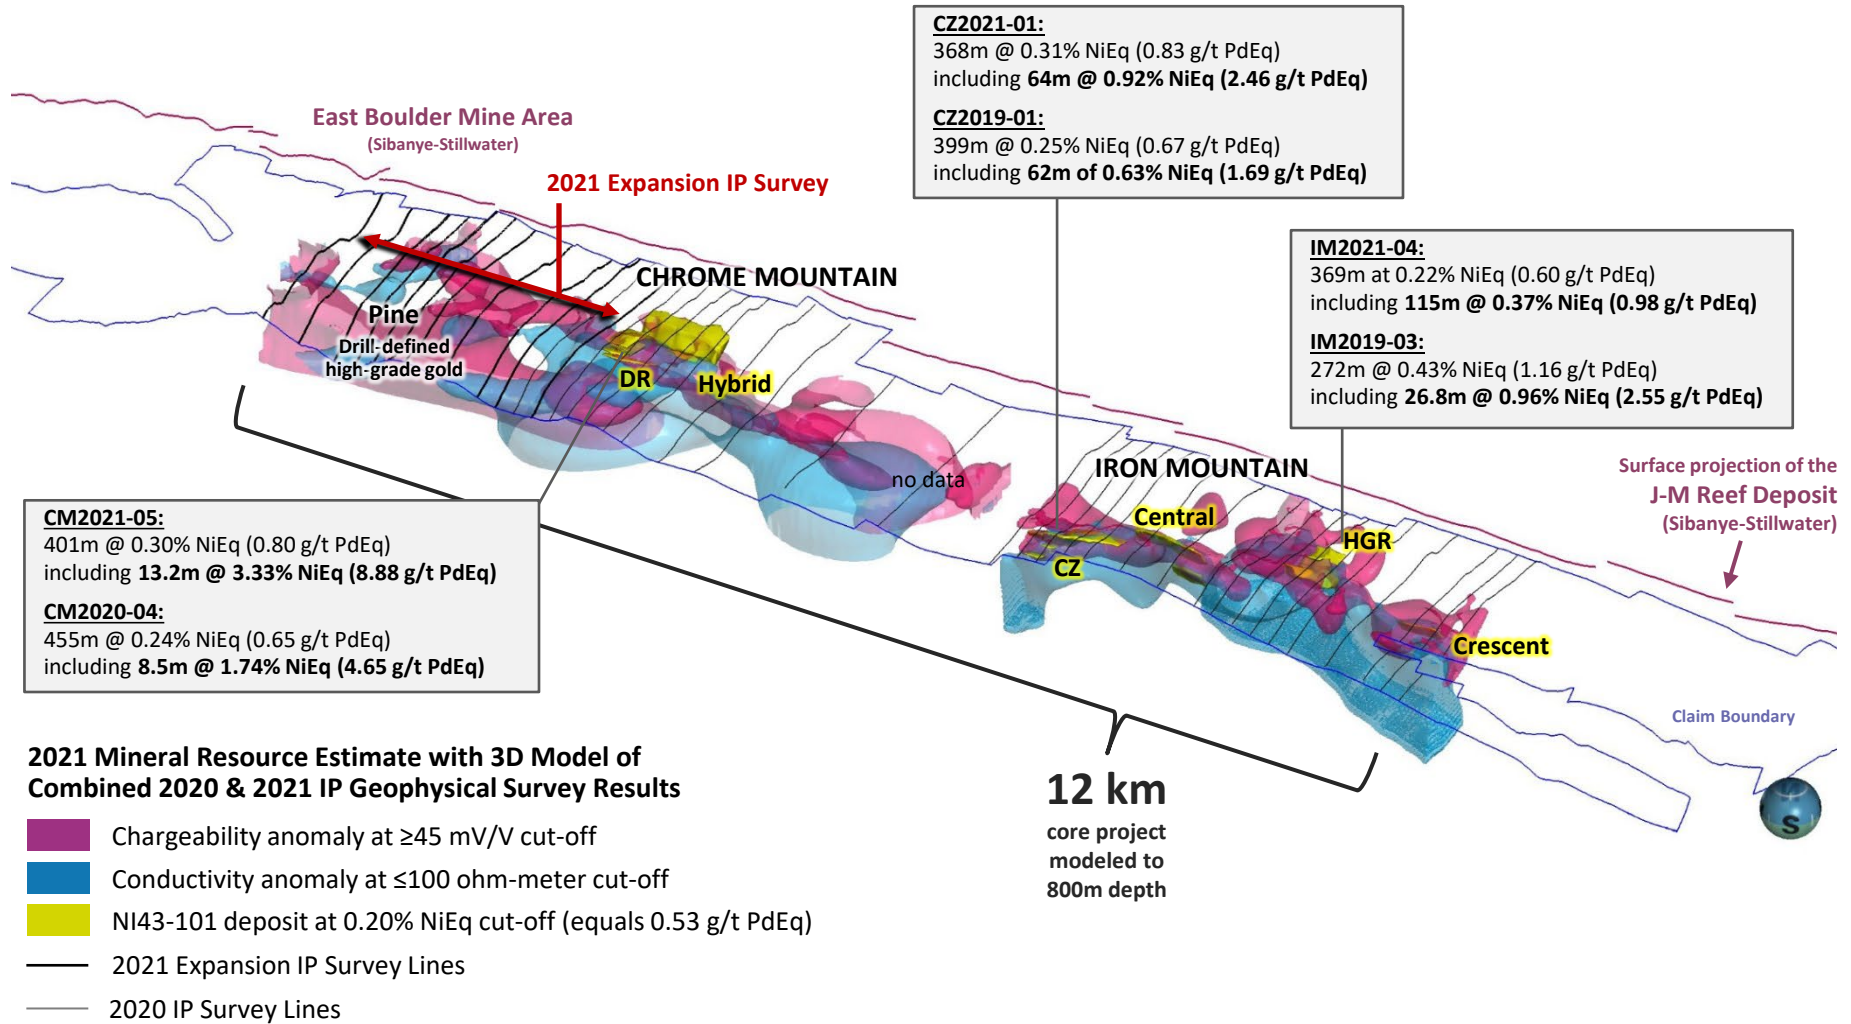 CZ2021-01:
368m @ 0.31% NiEq (0.83 g/t PdEq)
including 64m @ 0.92% NiEq (2.46 g/t PdEq)
CZ2019-01:
399m @ 0.25% NiEq (0.67 g/t PdEq)
including 62m of 0.63% NiEq (1.69 g/t PdEq)
East Boulder Mine Area
(Sibanye-Stillwater)
2021 Expansion IP Survey
IM2021-04:
369m at 0.22% NiEq (0.60 g/t PdEq)
including 115m @ 0.37% NiEq (0.98 g/t PdEq)
IM2019-03:
272m @ 0.43% NiEq (1.16 g/t PdEq)
including 26.8m @ 0.96% NiEq (2.55 g/t PdEq)
CHROME MOUNTAIN
Pine
Drill-defined
high-grade gold
DR
Hybrid
no data
IRON MOUNTAIN
Central
HGR
CZ
Crescent
Surface projection of the
J-M Reef Deposit
(Sibanye-Stillwater)
Claim Boundary
CM2021-05:
401m @ 0.30% NiEq (0.80 g/t PdEq)
including 13.2m @ 3.33% NiEq (8.88 g/t PdEq)
CM2020-04:
455m @ 0.24% NiEq (0.65 g/t PdEq)
including 8.5m @ 1.74% NiEq (4.65 g/t PdEq)
12 km
core project
modeled to
800m depth
S
2021 Mineral Resource Estimate with 3D Model of
Combined 2020 & 2021 IP Geophysical Survey Results
Chargeability anomaly at ≥45 mV/V cut-off
Conductivity anomaly at ≤100 ohm-meter cut-off
NI43-101 deposit at 0.20% NiEq cut-off (equals 0.53 g/t PdEq)
2021 Expansion IP Survey Lines
2020 IP Survey Lines